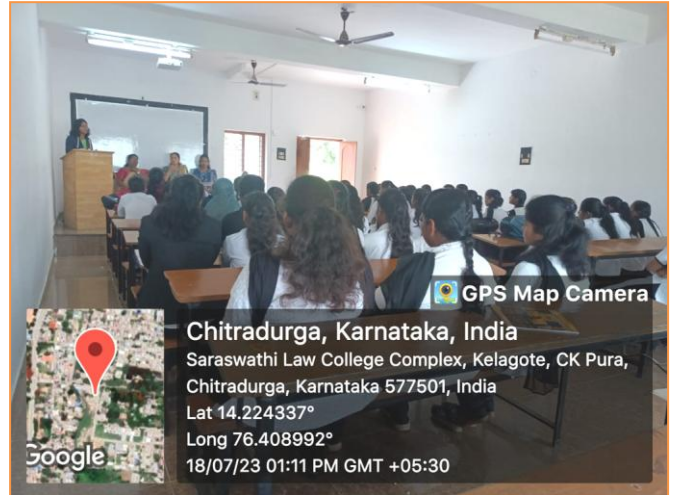 GPS Map Camera
Chitradurga, Karnataka, India
Saraswathi Law College Complex, Kelagote, CK Pura,
Chitradurga, Karnataka 577501, India
Lat 14.224337°
Long 76.408992°
18/07/23 01:11 PM GMT +05:30
Google